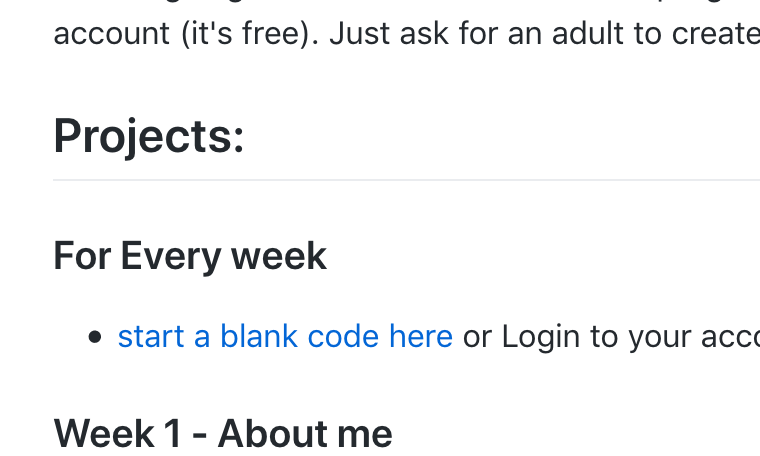 account (it's free). Just ask for an adult to create
Projects:
For Every week
start a blank code here or Login to your
Week 1 - About me